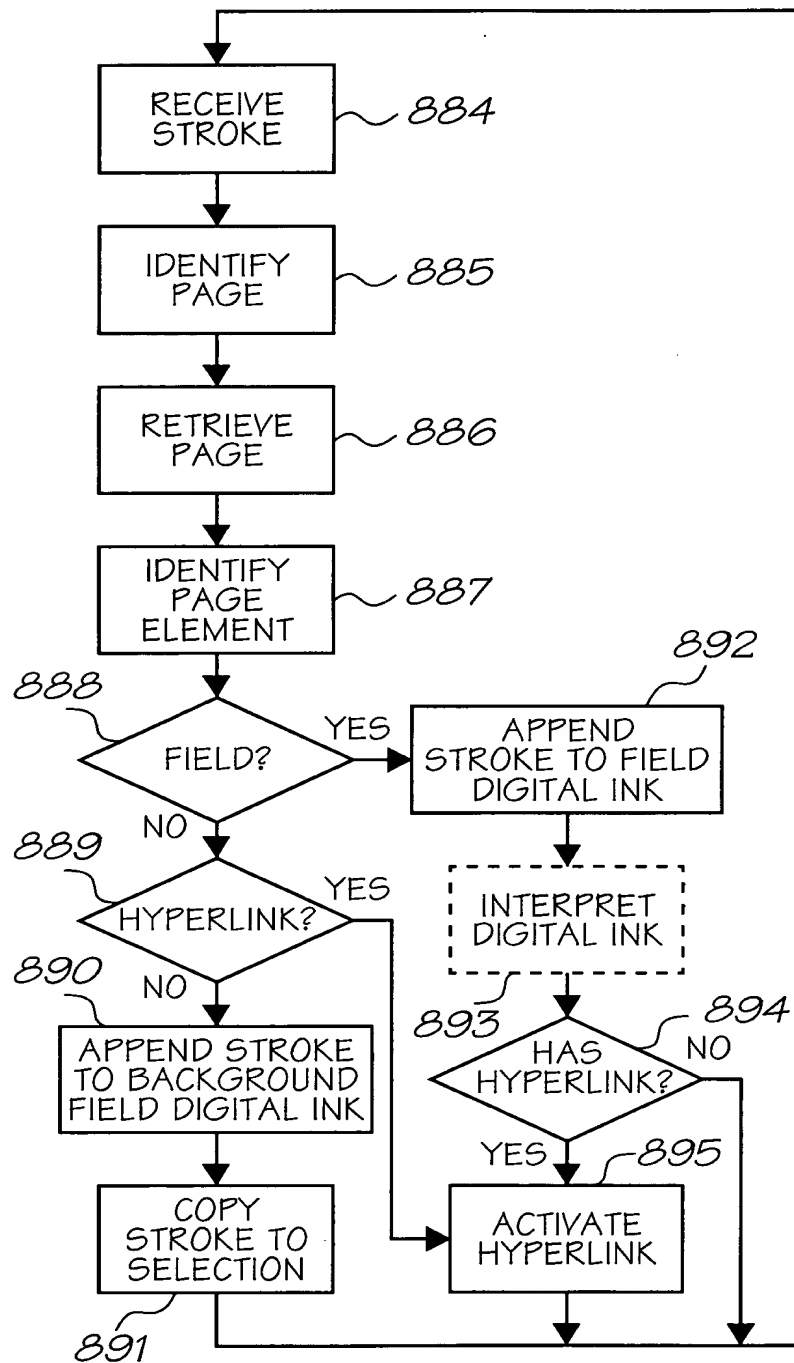 RECEIVE
STROKE
884
IDENTIFY
PAGE
885
RETRIEVE
PAGE
886
IDENTIFY
PAGE
ELEMENT
887
888
FIELD?
YES
NO
892
APPEND
STROKE TO FIELD
DIGITAL INK
889
HYPERLINK?
YES
NO
INTERPRET
DIGITAL INK
893
890
APPEND STROKE
TO BACKGROUND
FIELD DIGITAL INK
894
HAS
HYPERLINK?
NO
YES
COPY
STROKE TO
SELECTION
891
895
ACTIVATE
HYPERLINK